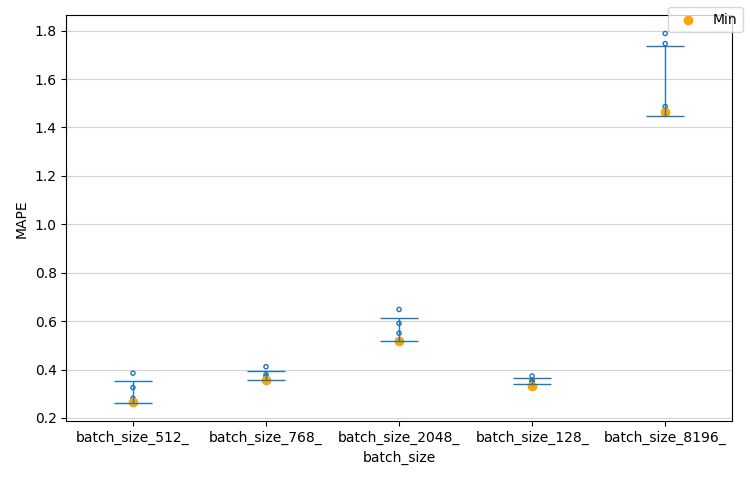 Min
1.8
1.6
1.4
1.2
1.0
0.8
0.6
0.4
0.2
MAPE
batch_size_512_ batch_size_768_ batch_size_2048_ batch_size_128_ batch_size_8196_
batch_size